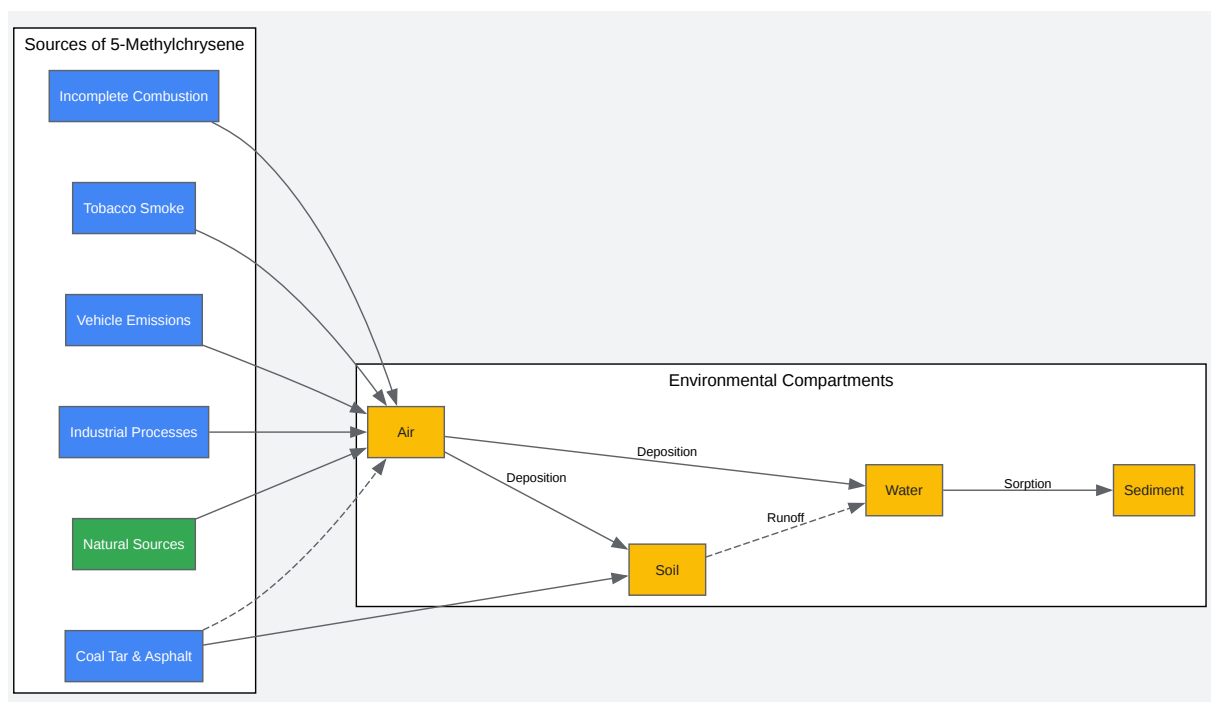 Sources of 5-Methylchrysene
Incomplete Combustion
Tobacco Smoke
Vehicle Emissions
Industrial Processes
Natural Sources
Coal Tar & Asphalt
Environmental Compartments
Air
Deposition
Deposition
Water
Sorption
Sediment
Runoff
Soil